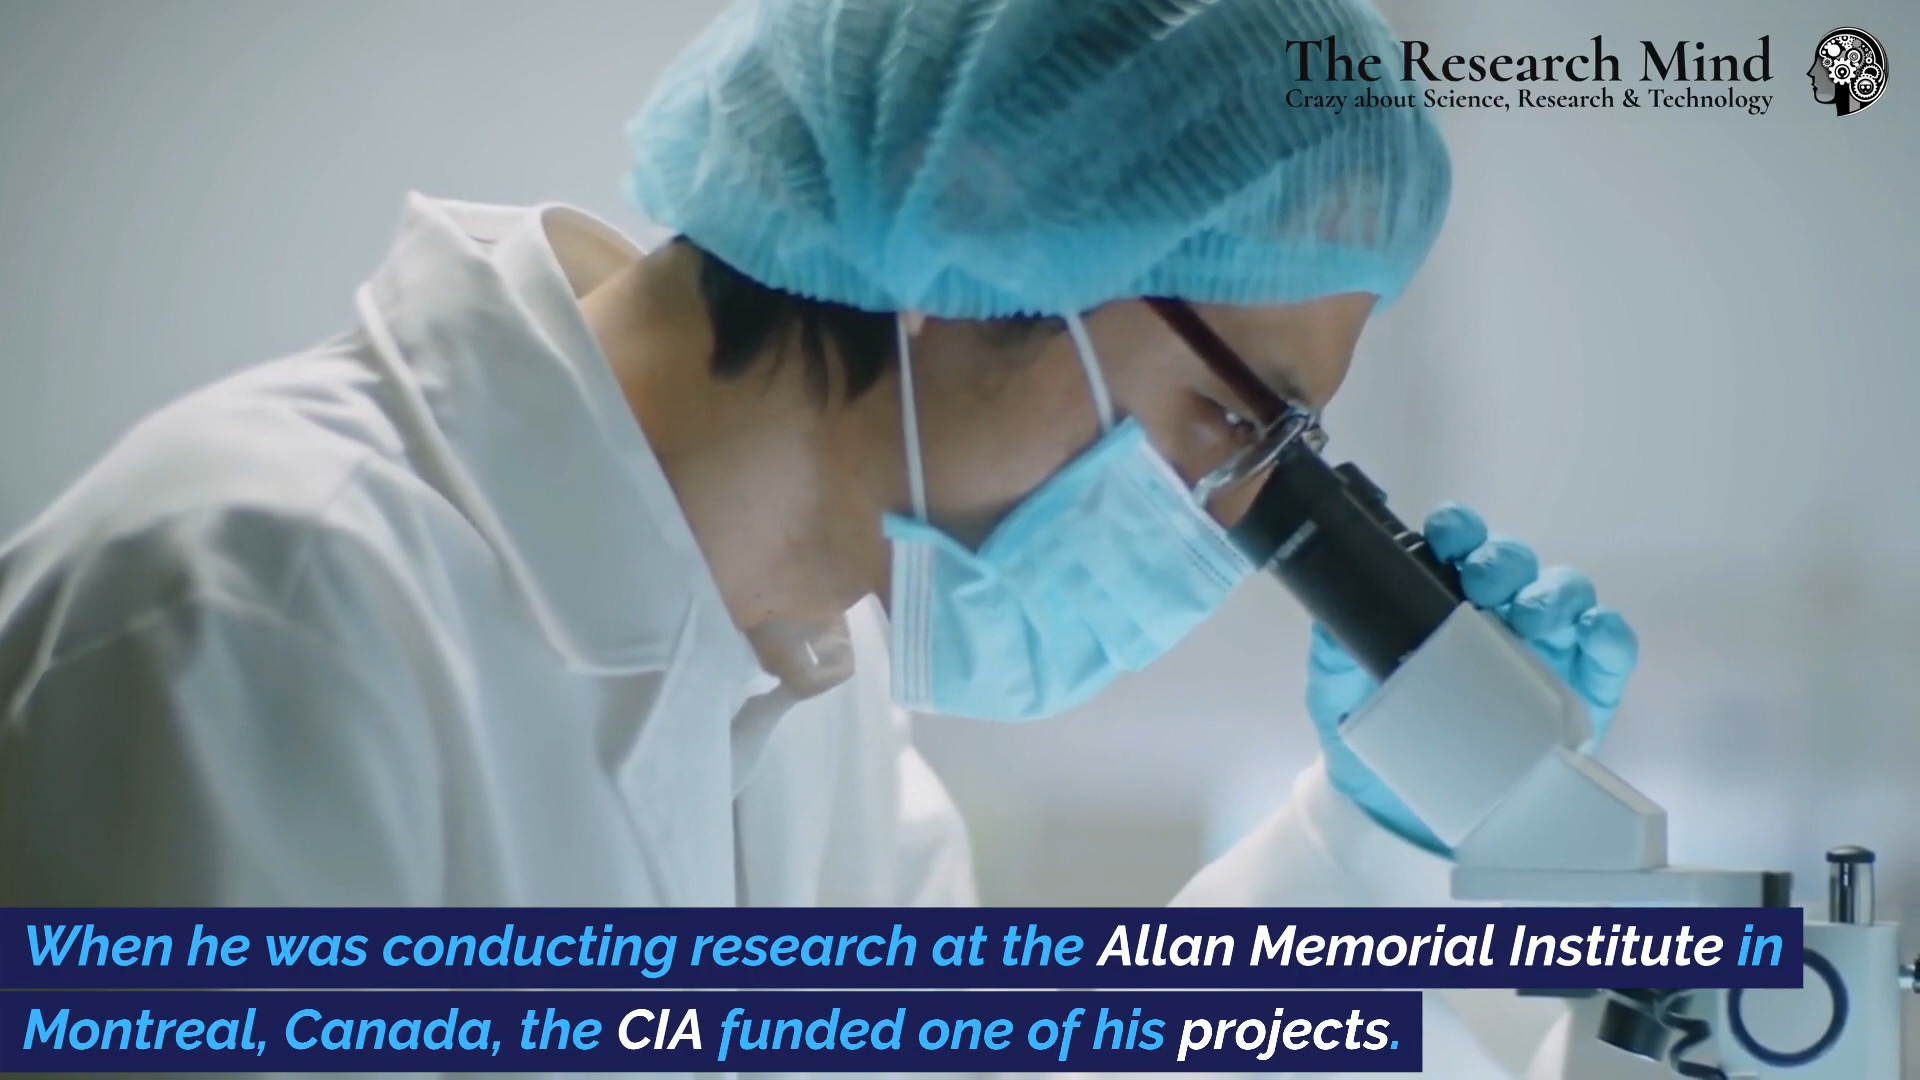 The Research Mind
Crazy about Science, Research & Technology
When he was conducting research at the Allan Memorial Institute in
Montreal, Canada, the CIA funded one of his projects.